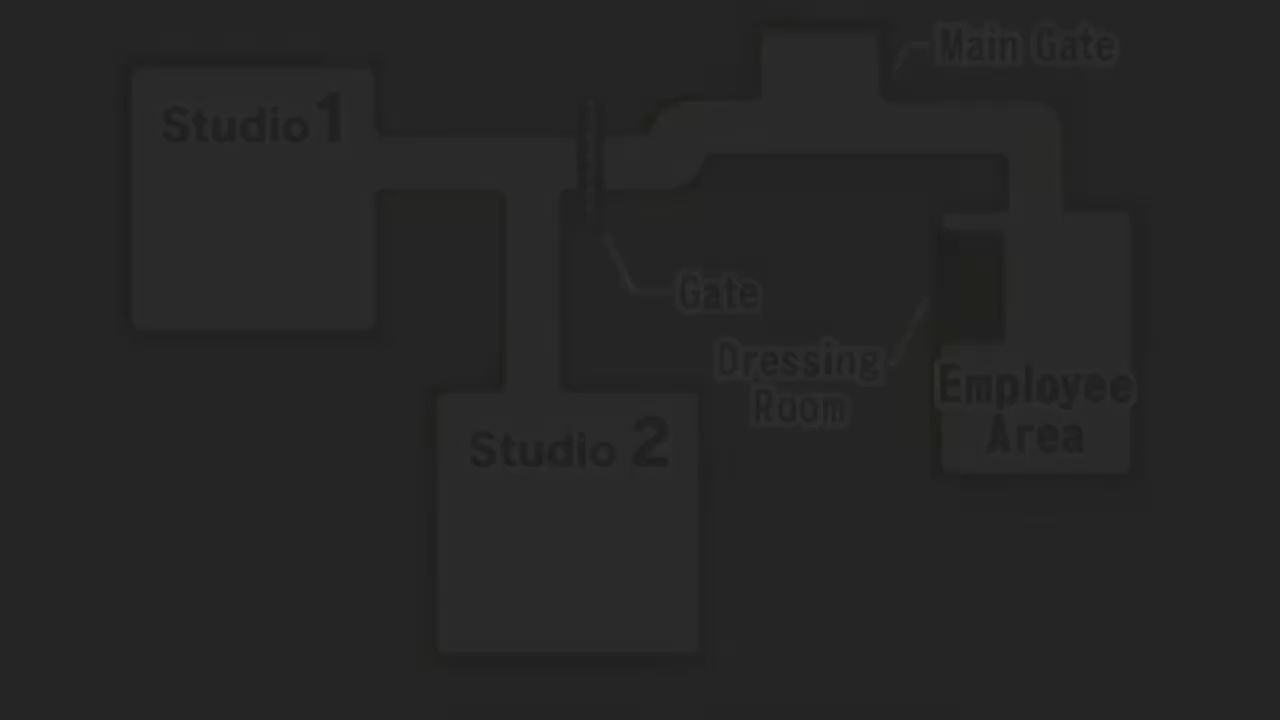 Main Gate
Studio 1
Gate
Dressing
Room
Employee
Area
Studio 2